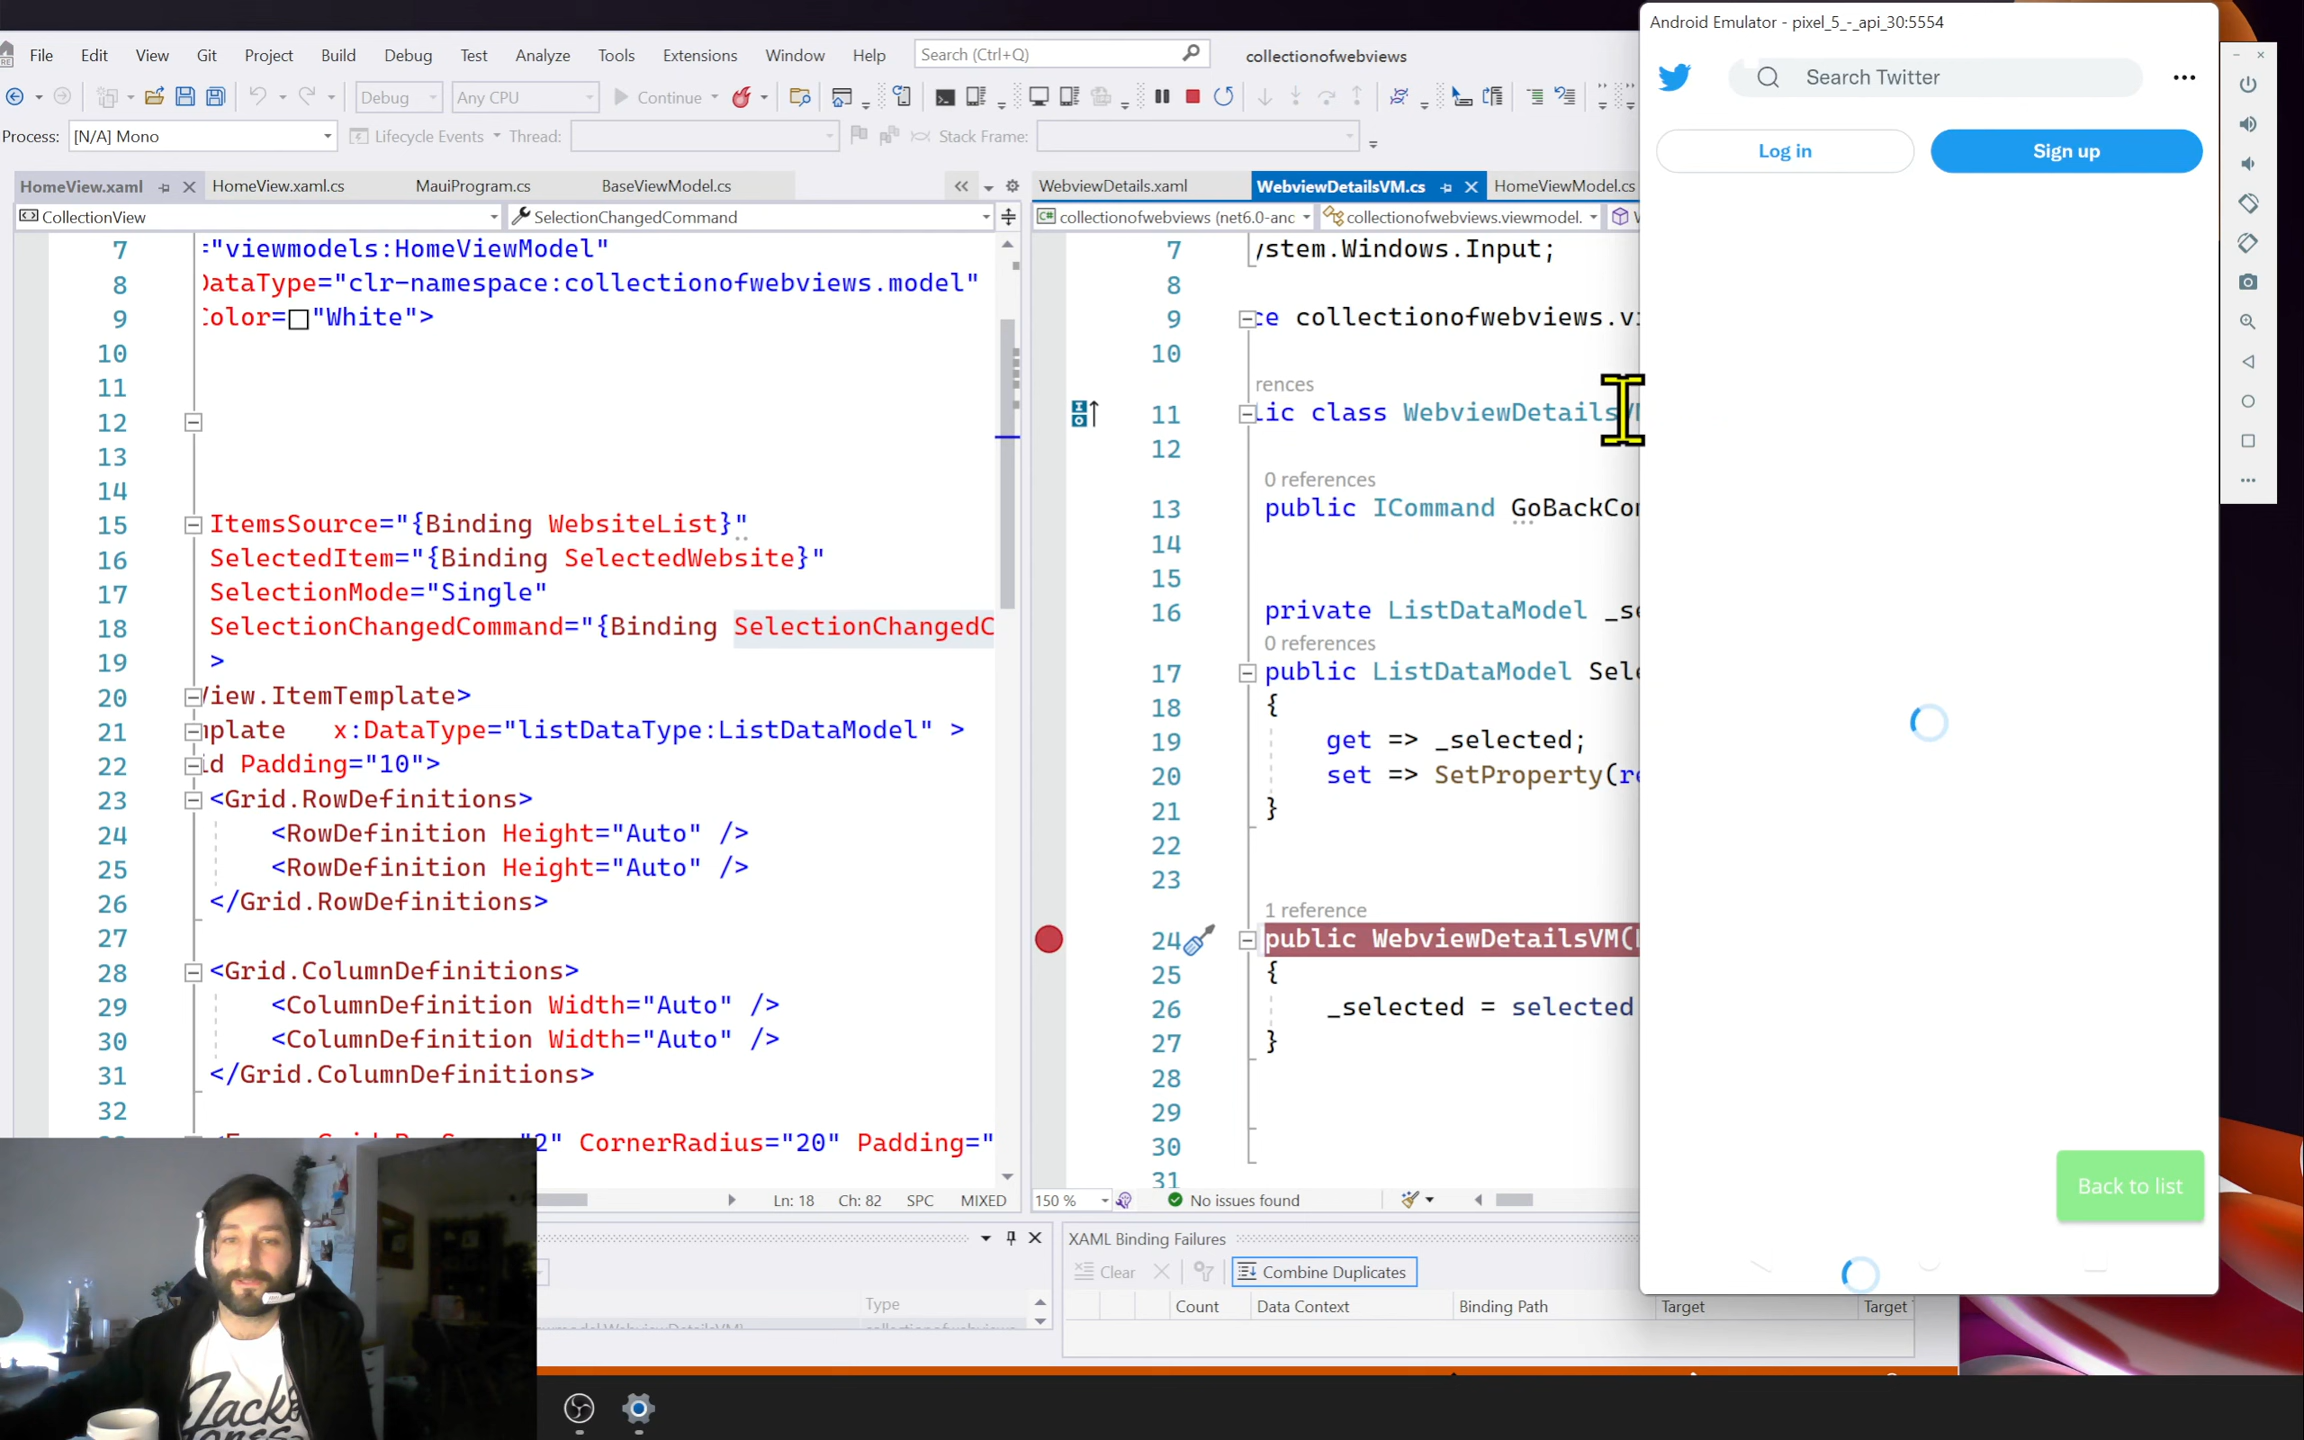 File Edit View Git Project Build Debug Test Analyze Tools Extensions Window Help Search (Ctrl+Q) collectionofwebviews
Debug Any CPU Continue
Process: [N/A] Mono Lifecycle Events Thread: Stack Frame:
HomeView.xaml HomeView.xaml.cs MauiProgram.cs BaseViewModel.cs
CollectionView SelectionChangedCommand
7 ="viewmodels:HomeViewModel"
8 DataType="clr-namespace:collectionofwebviews.model"
9 Color="White">
10
11
12
13
14
15 ItemsSource="{Binding WebsiteList}"
16 SelectedItem="{Binding SelectedWebsite}"
17 SelectionMode="Single"
18 SelectionChangedCommand="{Binding SelectionChangedC
19 >
20 View.ItemTemplate>
21 mplate x:DataType="listDataType:ListDataModel" >
22 id Padding="10">
23 <Grid.RowDefinitions>
24 <RowDefinition Height="Auto" />
25 <RowDefinition Height="Auto" />
26 </Grid.RowDefinitions>
27
28 <Grid.ColumnDefinitions>
29 <ColumnDefinition Width="Auto" />
30 <ColumnDefinition Width="Auto" />
31 </Grid.ColumnDefinitions>
32
2" CornerRadius="20" Padding="
Ln: 18 Ch: 82 SPC MIXED
WebviewDetails.xaml WebviewDetailsVM.cs HomeViewModel.cs
collectionofwebviews (net6.0-anc collectionofwebviews.viewmodel.
7 ystem.Windows.Input;
8
9 ce collectionofwebviews.vi
10
rences
11 lic class WebviewDetailsVM
12
0 references
13 public ICommand GoBackCom
14
15
16 private ListDataModel _se
0 references
17 public ListDataModel Sele
18 {
19 get => _selected;
20 set => SetProperty(re
21 }
22
23
1 reference
24 public WebviewDetailsVM(L
25 {
26 _selected = selected
27 }
28
29
30
31
150 % No issues found
Type
XAML Binding Failures
Clear Combine Duplicates
Count Data Context Binding Path Target Target
Android Emulator - pixel_5_-_api_30:5554
Search Twitter
Log in Sign up
Back to list
Jack
Jones